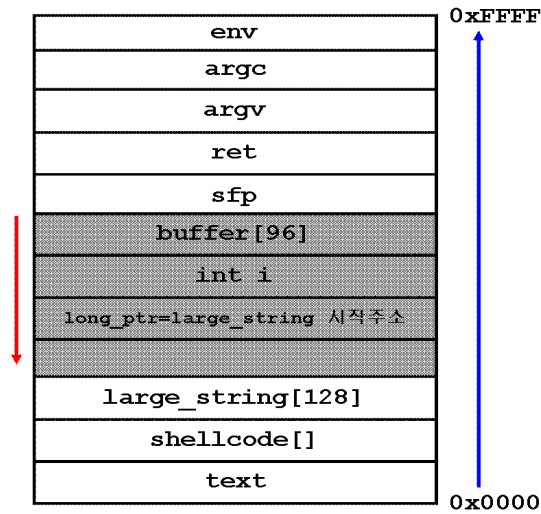 0xFFFF
env
argc
argv
ret
sfp
buffer[96]
int i
long_ptr=large_string 시작주소
large_string[128]
shellcode[]
text
0x0000